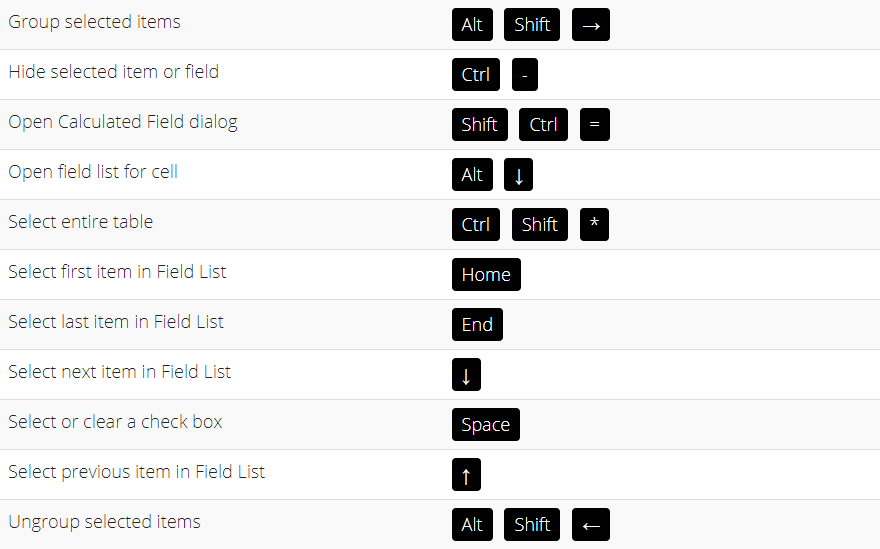 Group selected items Alt Shift →
Hide selected item or field Ctrl -
Open Calculated Field dialog Shift Ctrl =
Open field list for cell Alt ↓
Select entire table Ctrl Shift *
Select first item in Field List Home
Select last item in Field List End
Select next item in Field List ↓
Select or clear a check box Space
Select previous item in Field List ↑
Ungroup selected items Alt Shift ←